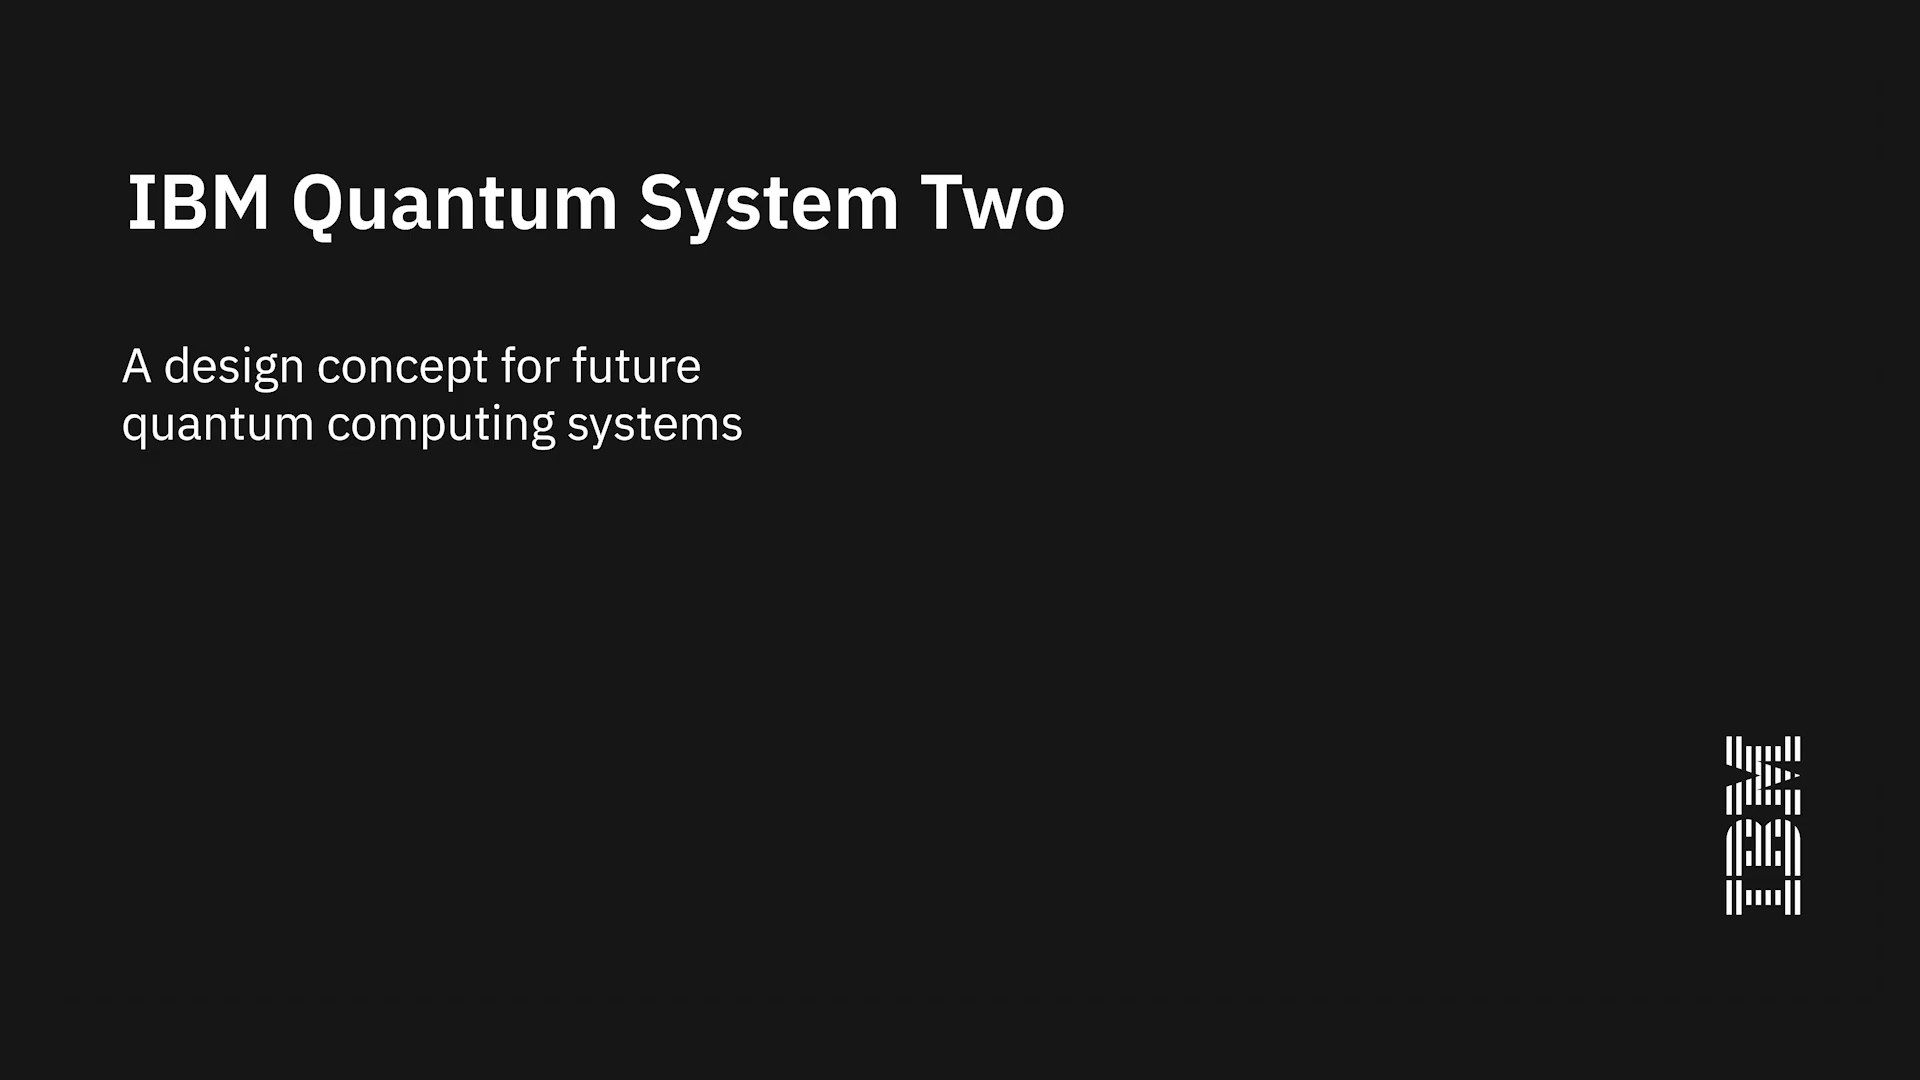 IBM Quantum System Two
A design concept for future
quantum computing systems
IBM